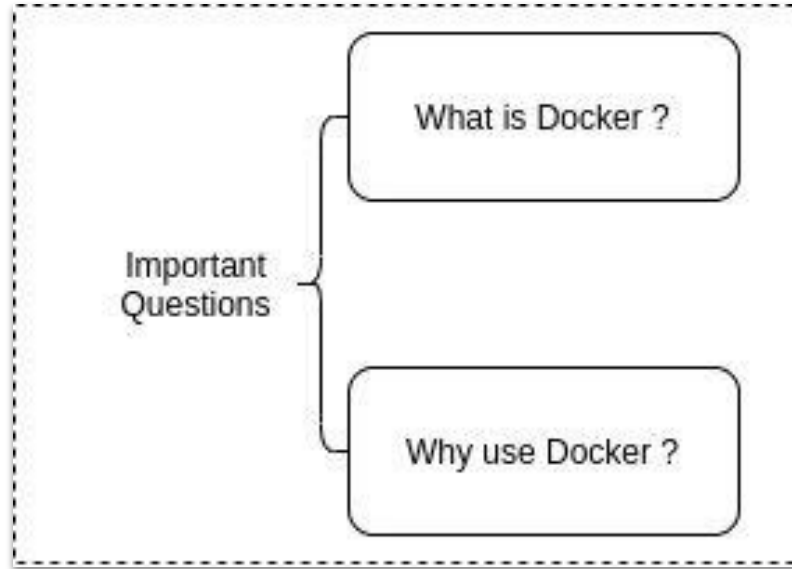 What is Docker ?
Important
Questions
Why use Docker ?